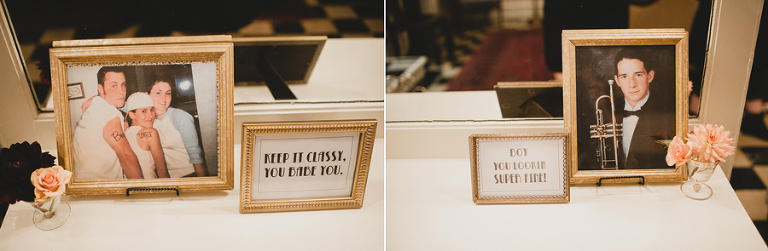 KEEP IT CLASSY,
YOU BABE YOU.
BOY
YOU LOOKIN
SUPER FINE!